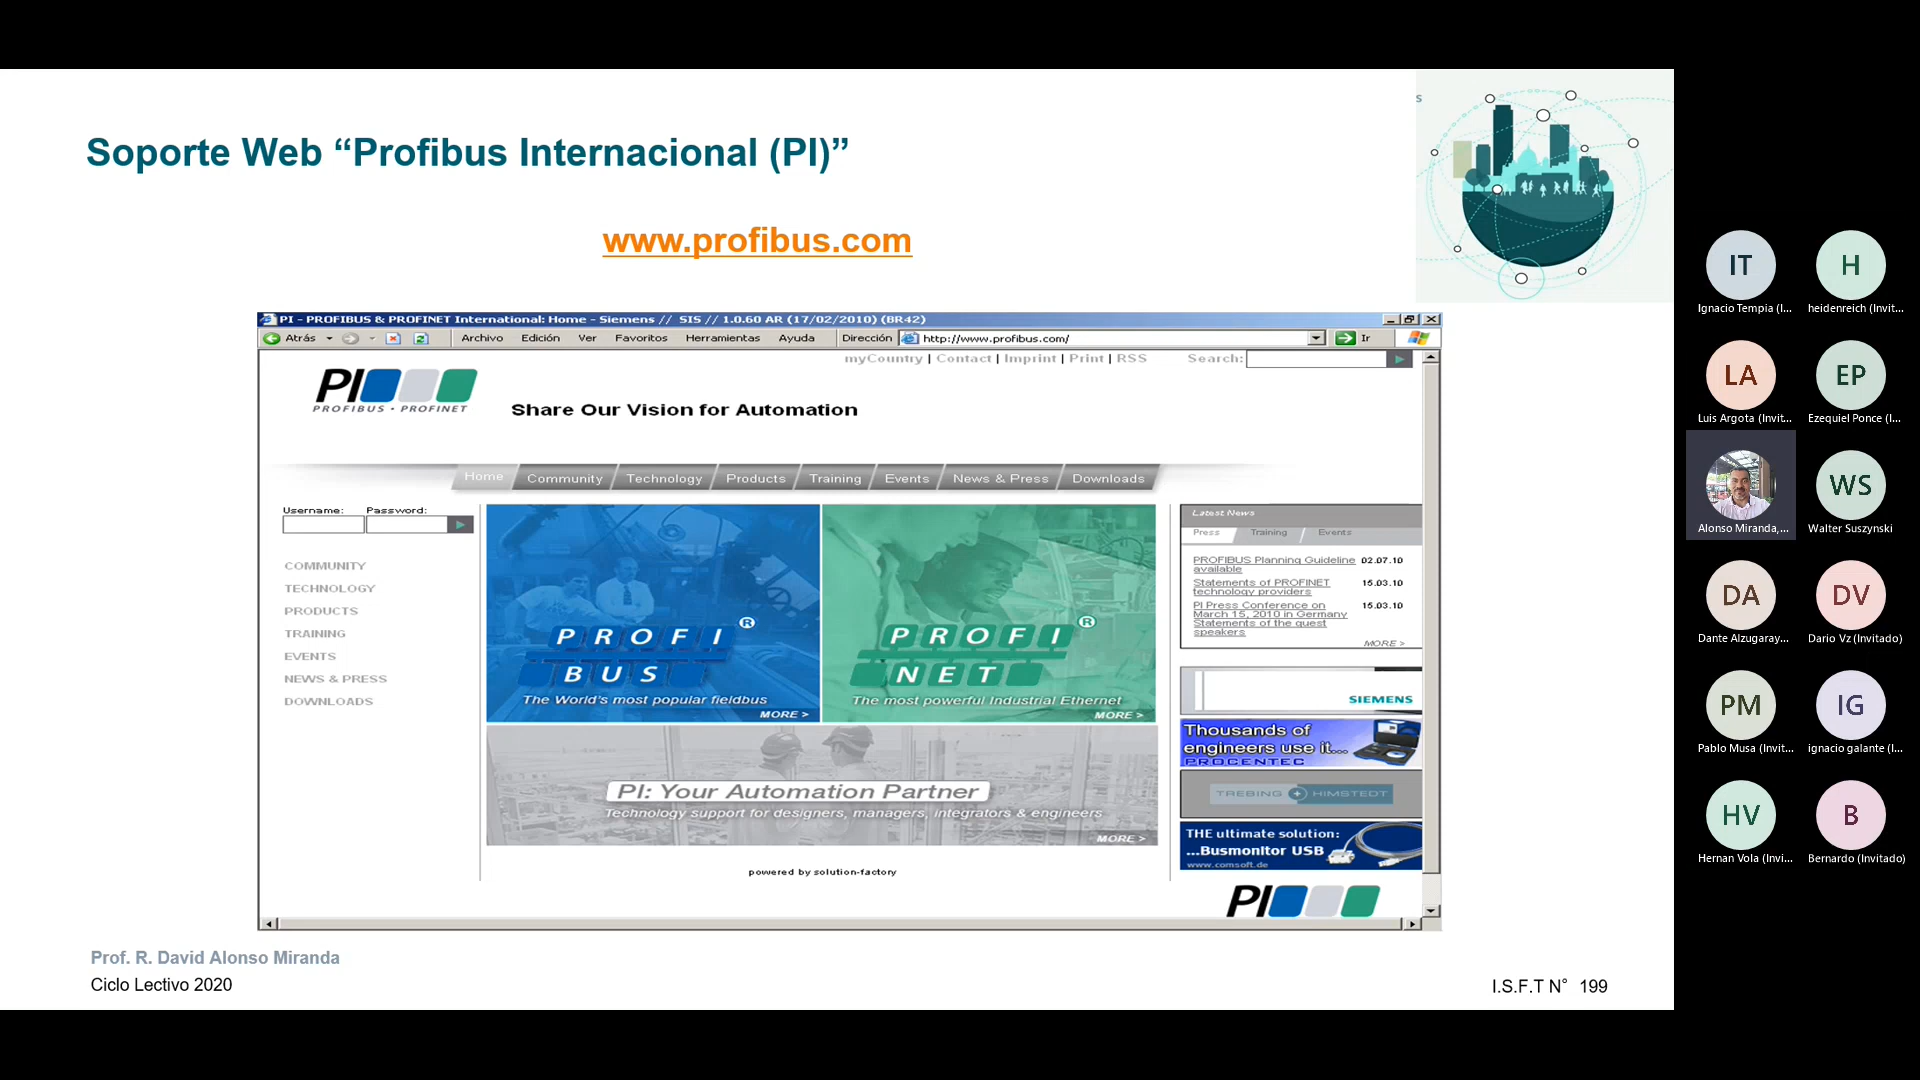 Soporte Web “Profibus Internacional (PI)”
www.profibus.com
s
PI - PROFIBUS & PROFINET International: Home - Siemens // SIS // 1.0.60 AR (17/02/2010) (BR42)
Atrás Archivo Edición Ver Favoritos Herramientas Ayuda Dirección http://www.profibus.com/ Ir
myCountry | Contact | Imprint | Print | RSS Search:
PI
PROFIBUS • PROFINET
Share Our Vision for Automation
Home Community Technology Products Training Events News & Press Downloads
Username: Password:
COMMUNITY
TECHNOLOGY
PRODUCTS
TRAINING
EVENTS
NEWS & PRESS
DOWNLOADS
PROFI ®
BUS
The World's most popular fieldbus
MORE >
PROFI ®
NET
The most powerful Industrial Ethernet
MORE >
PI: Your Automation Partner
Technology support for designers, managers, integrators & engineers
MORE >
powered by solution-factory
Latest News
Press Training Events
PROFIBUS Planning Guideline 02.07.10
available
Statements of PROFINET 15.03.10
technology providers
PI Press Conference on 15.03.10
March 15, 2010 in Germany
Statements of the guest
speakers
MORE >
SIEMENS
Thousands of
engineers use it...
PROCENTEC
TREBING + HIMSTEDT
THE ultimate solution:
...Busmonitor USB
www.comsoft.de
PI
Prof. R. David Alonso Miranda
Ciclo Lectivo 2020
I.S.F.T N° 199
IT H
Ignacio Tempia (I... heidenreich (Invit...
LA EP
Luis Argota (Invit... Ezequiel Ponce (I...
WS
Alonso Miranda,... Walter Suszynski
DA DV
Dante Alzugaray... Dario Vz (Invitado)
PM IG
Pablo Musa (Invit... ignacio galante (I...
HV B
Hernan Vola (Invi... Bernardo (Invitado)